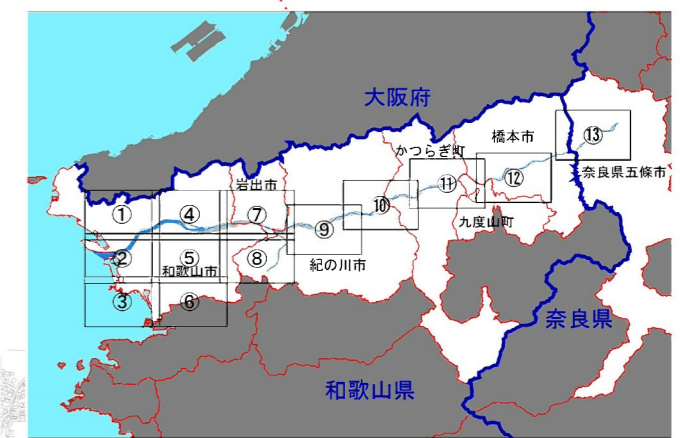 大阪府
橋本市
⑬
かつらぎ町
奈良県五條市
岩出市
⑪
⑫
①
④
⑦
⑩
九度山町
⑨
②
⑤
⑧
和歌山市
紀の川市
③
⑥
奈良県
和歌山県